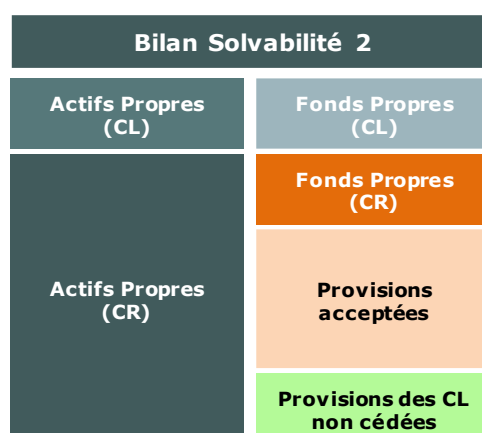 Bilan Solvabilité 2
Actifs Propres
(CL)
Fonds Propres
(CL)
Fonds Propres
(CR)
Actifs Propres
(CR)
Provisions
acceptées
Provisions des CL
non cédées